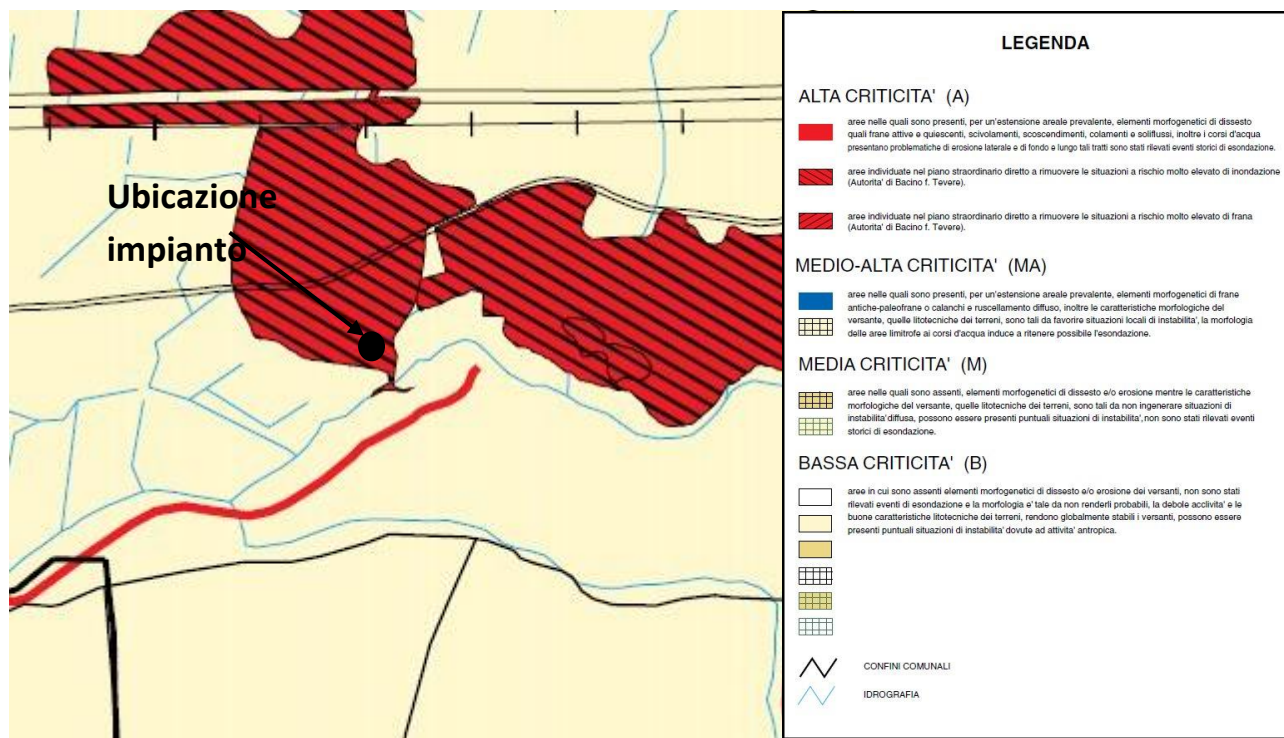 Ubicazione
impianto
LEGENDA
ALTA CRITICITA' (A)
aree nelle quali sono presenti, per un'estensione areale prevalente, elementi morfogenetici di dissesto
quali frane attive e quiescenti, scivolamenti, scoscendimenti, colamenti e soliflussi, inoltre i corsi d'acqua
presentano problematiche di erosione laterale e di fondo e lungo tali tratti sono stati rilevati eventi storici di esondazione.
aree individuate nel piano straordinario diretto a rimuovere le situazioni a rischio molto elevato di inondazione
(Autorita' di Bacino f. Tevere).
aree individuate nel piano straordinario diretto a rimuovere le situazioni a rischio molto elevato di frana
(Autorita' di Bacino f. Tevere).
MEDIO-ALTA CRITICITA' (MA)
aree nelle quali sono presenti, per un'estensione areale prevalente, elementi morfogenetici di frane
antiche-paleofrane o calanchi e ruscellamento diffuso, inoltre le caratteristiche morfologiche del
versante, quelle litotecniche dei terreni, sono tali da favorire situazioni locali di instabilita', la morfologia
delle aree limitrofe ai corsi d'acqua induce a ritenere possibile l'esondazione.
MEDIA CRITICITA' (M)
aree nelle quali sono assenti, elementi morfogenetici di dissesto e/o erosione mentre le caratteristiche
morfologiche del versante, quelle litotecniche dei terreni, sono tali da non ingenerare situazioni di
instabilita' diffusa, possono essere presenti puntuali situazioni di instabilita', non sono stati rilevati eventi
storici di esondazione.
BASSA CRITICITA' (B)
aree in cui sono assenti elementi morfogenetici di dissesto e/o erosione dei versanti, non sono stati
rilevati eventi di esondazione e la morfologia e' tale da non renderli probabili, la debole acclivita' e le
buone caratteristiche litotecniche dei terreni, rendono globalmente stabili i versanti, possono essere
presenti puntuali situazioni di instabilita' dovute ad attivita' antropica.
CONFINI COMUNALI
IDROGRAFIA